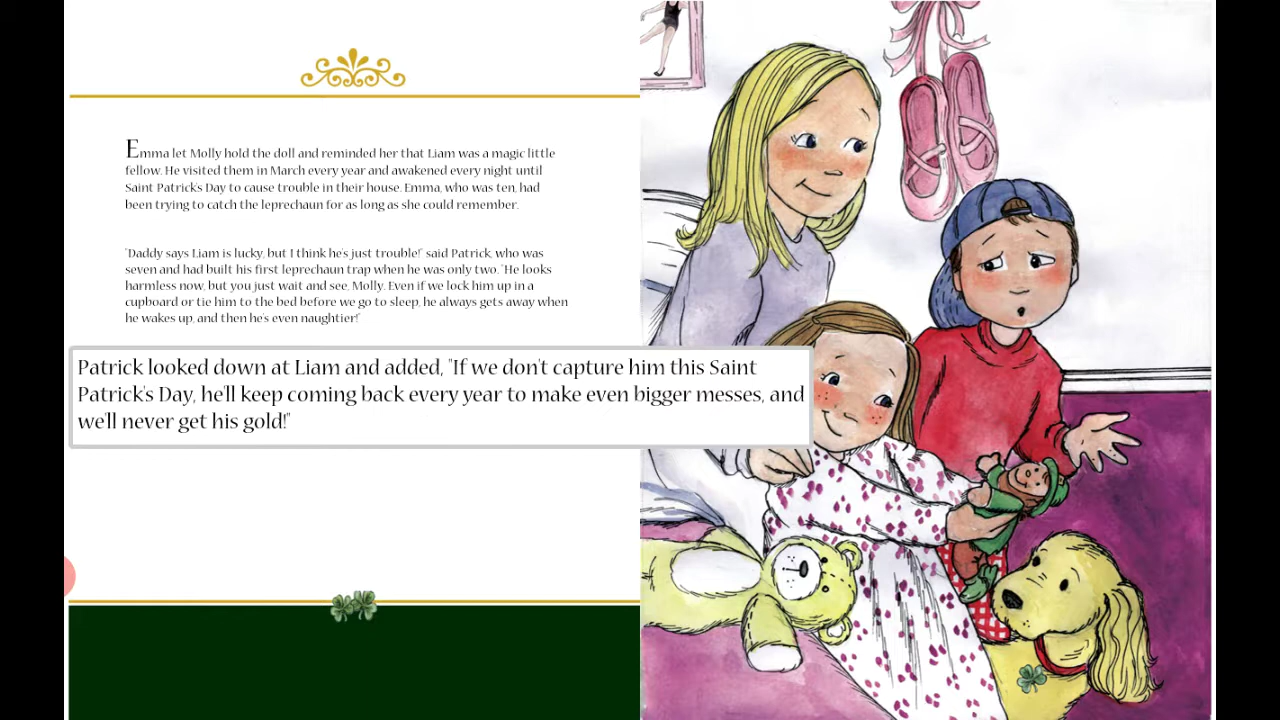 Emma let Molly hold the doll and reminded her that Liam was a magic little
fellow. He visited them in March every year and awakened every night until
Saint Patrick's Day to cause trouble in their house. Emma, who was ten, had
been trying to catch the leprechaun for as long as she could remember.
"Daddy says Liam is lucky, but I think he's just trouble!" said Patrick, who was
seven and had built his first leprechaun trap when he was only two. "He looks
harmless now, but you just wait and see, Molly. Even if we lock him up in a
cupboard or tie him to the bed before we go to sleep, he always gets away when
he wakes up, and then he's even naughtier!"
Patrick looked down at Liam and added, "If we don't capture him this Saint
Patrick's Day, he'll keep coming back every year to make even bigger messes, and
we'll never get his gold!"